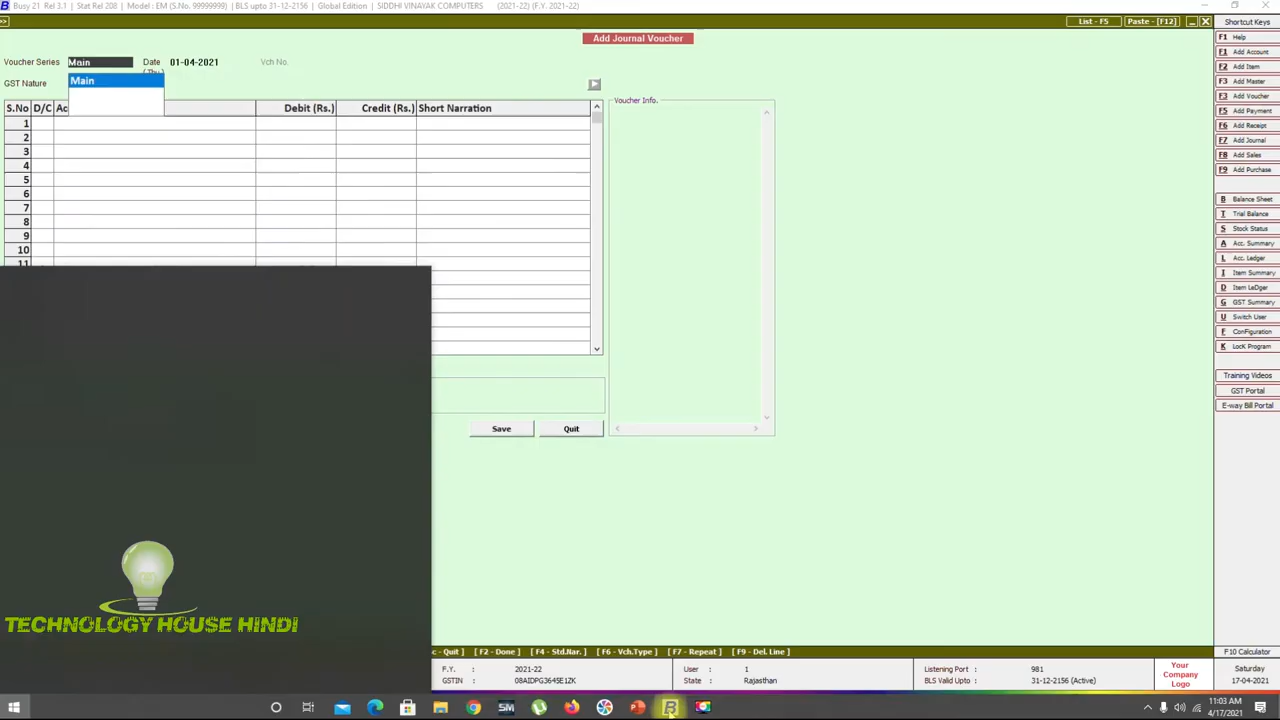 Busy 21 Rel 3.1 | Stat Rel 208 | Model : EM (S.No. 99999999) | BLS upto 31-12-2156 | Global Edition | SIDDHI VINAYAK COMPUTERS (2021-22) (F.Y. 2021-22)
>>
List - F5
Paste - [F12]
Shortcut Keys
Add Journal Voucher
Voucher Series Main Date 01-04-2021 Vch No.
(Thu)
Main
GST Nature
S.No D/C Ac Debit (Rs.) Credit (Rs.) Short Narration
Voucher Info.
1
2
3
4
5
6
7
8
9
10
11
Save
Quit
F1 Help
F1 Add Account
F2 Add Item
F3 Add Master
F3 Add Voucher
F5 Add Payment
F6 Add Receipt
F7 Add Journal
F8 Add Sales
F9 Add Purchase
B Balance Sheet
T Trial Balance
S Stock Status
A Acc. Summary
L Acc. Ledger
I Item Summary
D Item LeDger
G GST Summary
U Switch User
F ConFiguration
K LocK Program
Training Videos
GST Portal
E-way Bill Portal
TECHNOLOGY HOUSE HINDI
c - Quit ] [ F2 - Done ] [ F4 - Std.Nar. ] [ F6 - Vch.Type ] [ F7 - Repeat ] [ F9 - Del. Line ]
F10 Calculator
F.Y. : 2021-22 User : 1 Listening Port : 981
GSTIN : 08AIDPG3645E1ZK State : Rajasthan BLS Valid Upto : 31-12-2156 (Active)
Your
Company
Logo
Saturday
17-04-2021
11:03 AM
4/17/2021